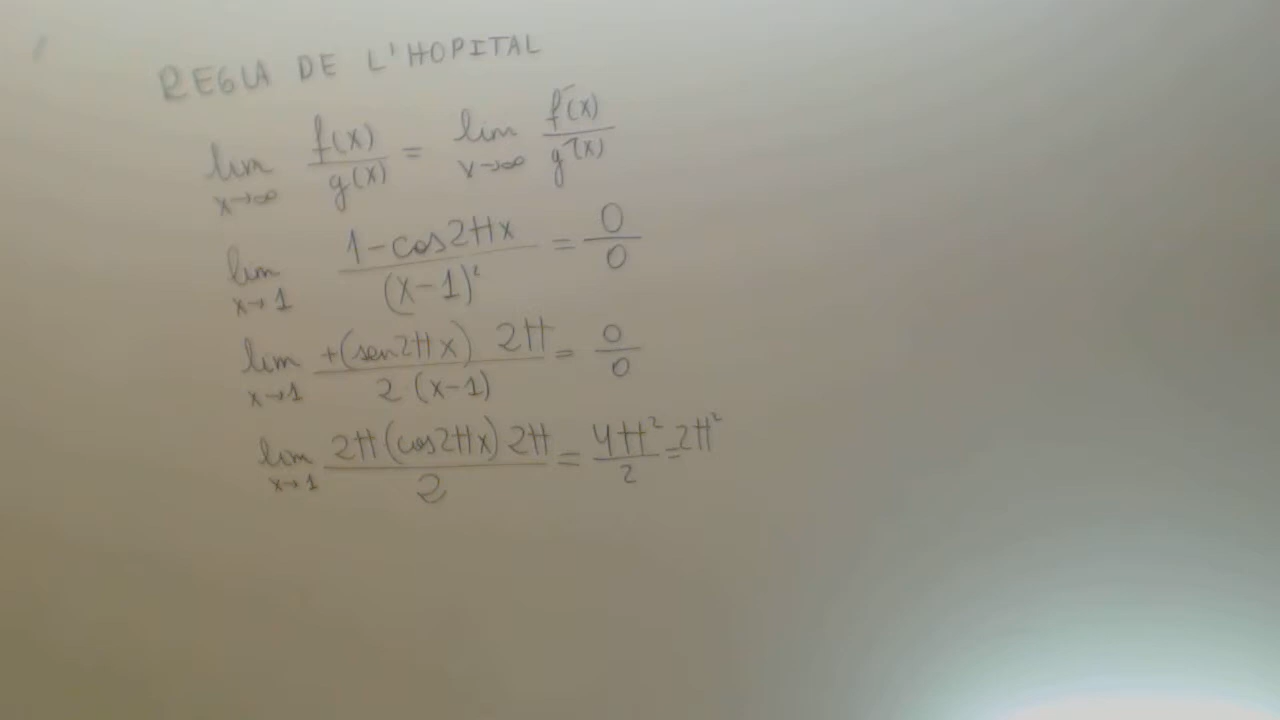 REGLA DE L'HOPITAL
lim x→∞ f(x)/g(x) = lim x→∞ f'(x)/g'(x)
lim x→1 1-cos2πx/(x-1)² = 0/0
lim x→1 +(sen2πx) 2π/2(x-1) = 0/0
lim x→1 2π(cos2πx)2π/2 = 4π²/2 = 2π²